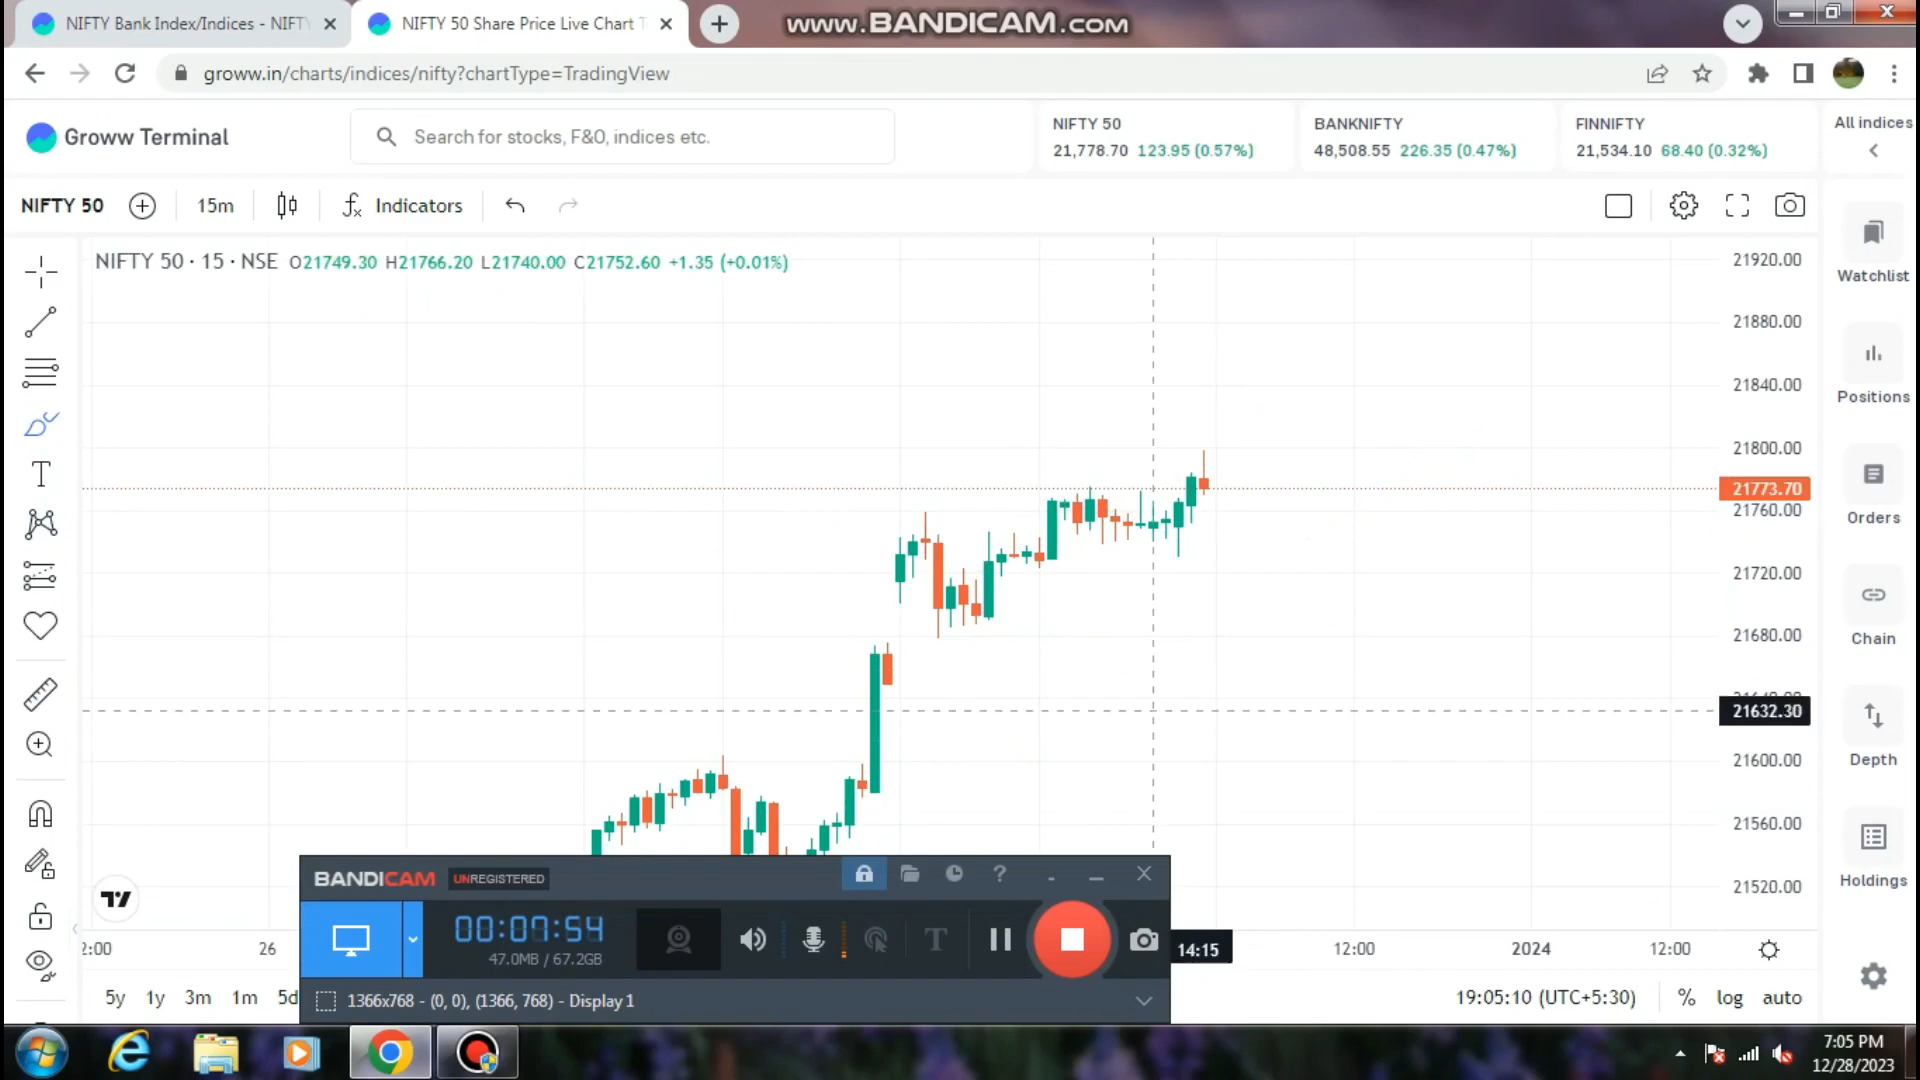 NIFTY Bank Index/Indices - NIFT
NIFTY 50 Share Price Live Chart T
www.BANDICAM.com
groww.in/charts/indices/nifty?chartType=TradingView
Groww Terminal
Search for stocks, F&O, indices etc.
NIFTY 50
21,778.70 123.95 (0.57%)
BANKNIFTY
48,508.55 226.35 (0.47%)
FINNIFTY
21,534.10 68.40 (0.32%)
All indices
NIFTY 50
15m
Indicators
NIFTY 50 · 15 · NSE O21749.30 H21766.20 L21740.00 C21752.60 +1.35 (+0.01%)
21920.00
21880.00
21840.00
21800.00
21773.70
21760.00
21720.00
21680.00
21632.30
21600.00
21560.00
21520.00
Watchlist
Positions
Orders
Chain
Depth
Holdings
BANDICAM UNREGISTERED
00:07:54
47.0MB / 67.2GB
1366x768 - (0, 0), (1366, 768) - Display 1
2:00
26
14:15
12:00
2024
12:00
5y
1y
3m
1m
5d
19:05:10 (UTC+5:30)
%
log
auto
7:05 PM
12/28/2023